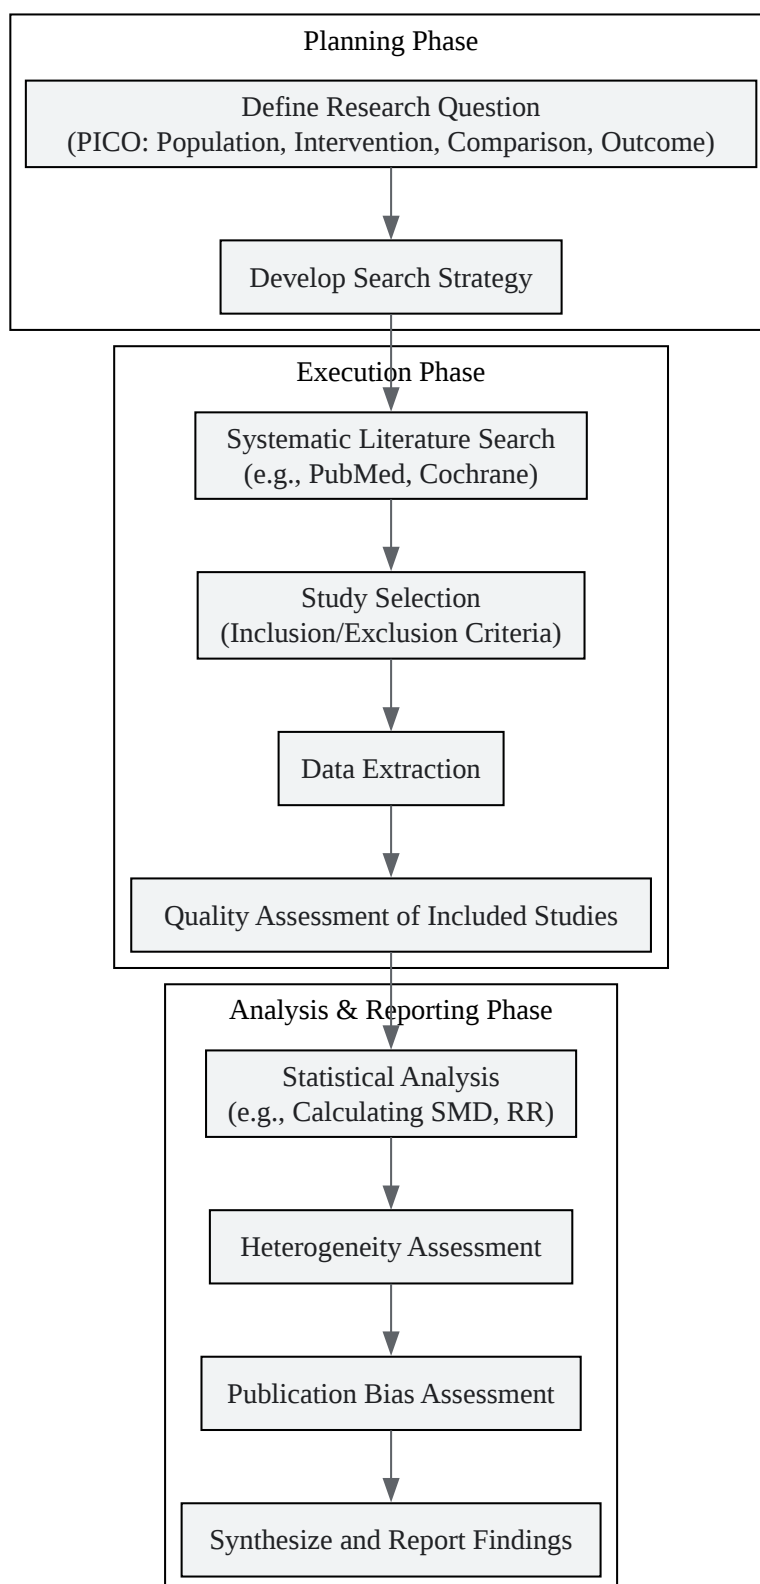 Planning Phase
Define Research Question
(PICO: Population, Intervention, Comparison, Outcome)
Develop Search Strategy
Execution Phase
Systematic Literature Search
(e.g., PubMed, Cochrane)
Study Selection
(Inclusion/Exclusion Criteria)
Data Extraction
Quality Assessment of Included Studies
Analysis & Reporting Phase
Statistical Analysis
(e.g., Calculating SMD, RR)
Heterogeneity Assessment
Publication Bias Assessment
Synthesize and Report Findings